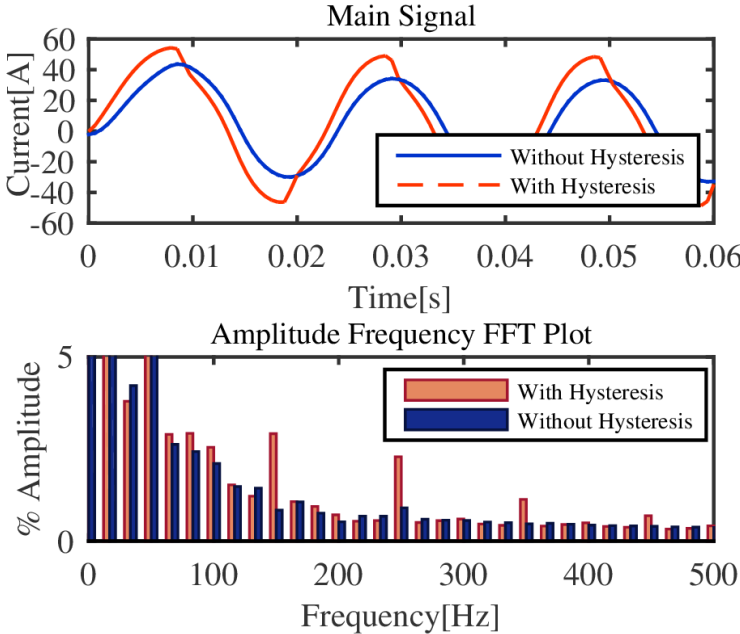 Main Signal
60
40
20
0
-20
-40
-60
Current[A]
Without Hysteresis
With Hysteresis
0 0.01 0.02 0.03 0.04 0.05 0.06
Time[s]
Amplitude Frequency FFT Plot
5
0
% Amplitude
With Hysteresis
Without Hysteresis
0 100 200 300 400 500
Frequency[Hz]